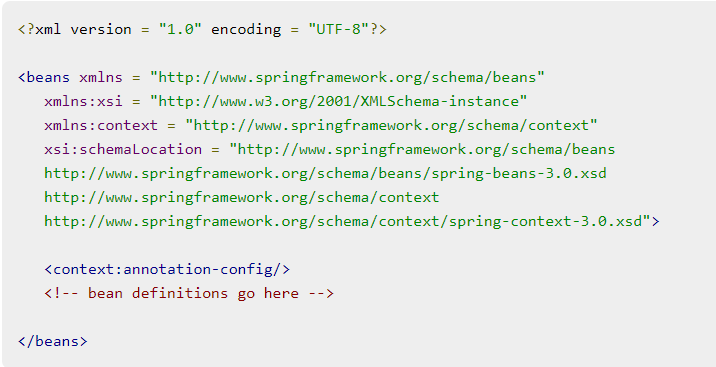 <?xml version = "1.0" encoding = "UTF-8"?>
<beans xmlns = "http://www.springframework.org/schema/beans"
xmlns:xsi = "http://www.w3.org/2001/XMLSchema-instance"
xmlns:context = "http://www.springframework.org/schema/context"
xsi:schemaLocation = "http://www.springframework.org/schema/beans
http://www.springframework.org/schema/beans/spring-beans-3.0.xsd
http://www.springframework.org/schema/context
http://www.springframework.org/schema/context/spring-context-3.0.xsd">
<context:annotation-config/>
<!-- bean definitions go here -->
</beans>